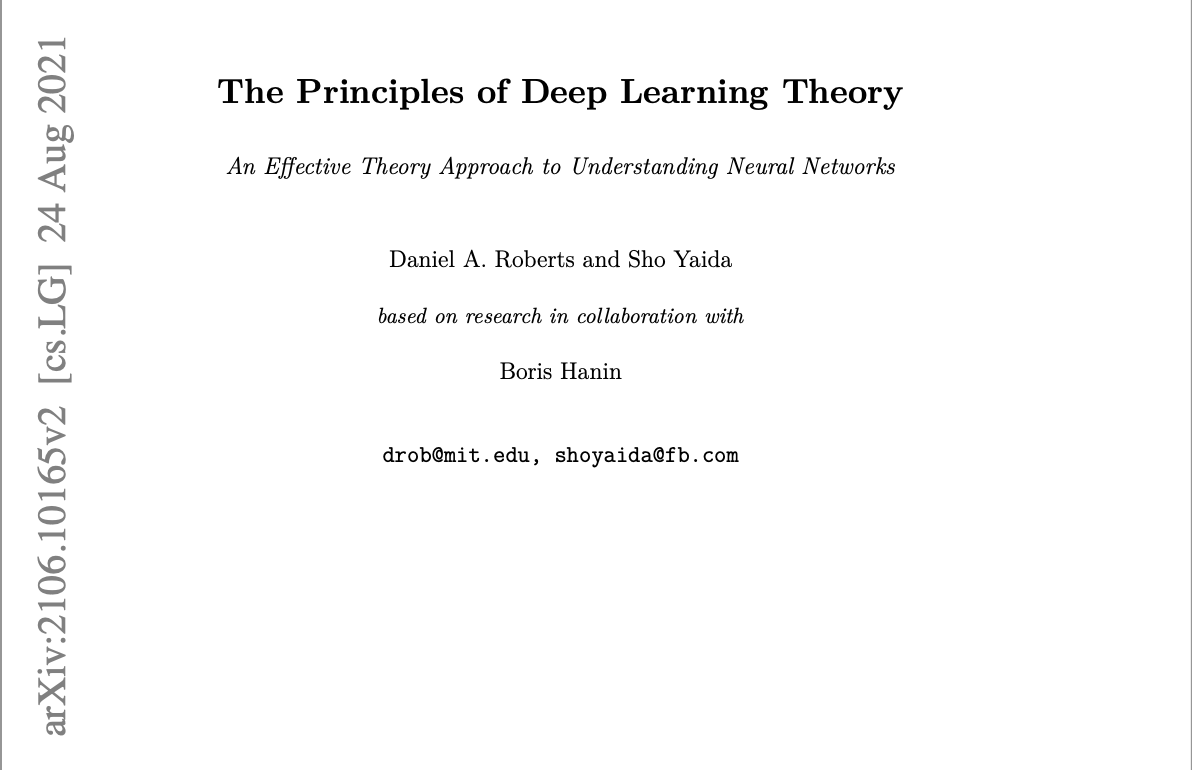 The Principles of Deep Learning Theory
An Effective Theory Approach to Understanding Neural Networks
Daniel A. Roberts and Sho Yaida
based on research in collaboration with
Boris Hanin
drob@mit.edu, shoyaida@fb.com
arXiv:2106.10165v2 [cs.LG] 24 Aug 2021